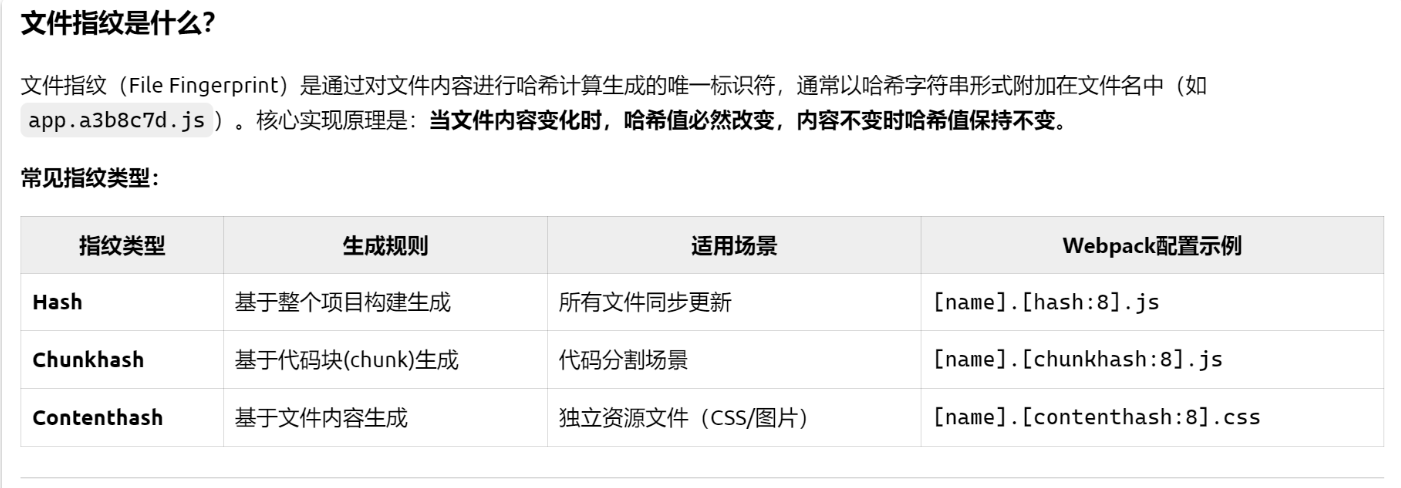 文件指纹是什么？
文件指纹（File Fingerprint）是通过对文件内容进行哈希计算生成的唯一标识符，通常以哈希字符串形式附加在文件名中（如
app.a3b8c7d.js）。核心实现原理是：当文件内容变化时，哈希值必然改变，内容不变时哈希值保持不变。
常见指纹类型：
指纹类型 生成规则 适用场景 Webpack配置示例
Hash 基于整个项目构建生成 所有文件同步更新 [name].[hash:8].js
Chunkhash 基于代码块(chunk)生成 代码分割场景 [name].[chunkhash:8].js
Contenthash 基于文件内容生成 独立资源文件（CSS/图片） [name].[contenthash:8].css